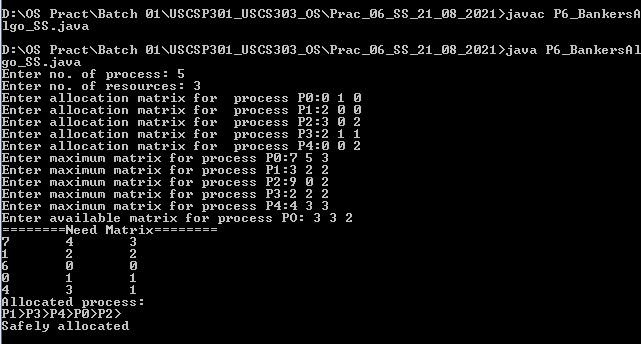 D:\OS Pract\Batch 01\USCSP301_USCS303_OS\Prac_06_SS_21_08_2021>javac P6_BankersA
lgo_SS.java
D:\OS Pract\Batch 01\USCSP301_USCS303_OS\Prac_06_SS_21_08_2021>java P6_BankersAl
go_SS.java
Enter no. of process: 5
Enter no. of resources: 3
Enter allocation matrix for  process P0:0 1 0
Enter allocation matrix for  process P1:2 0 0
Enter allocation matrix for  process P2:3 0 2
Enter allocation matrix for  process P3:2 1 1
Enter allocation matrix for  process P4:0 0 2
Enter maximum matrix for process P0:7 5 3
Enter maximum matrix for process P1:3 2 2
Enter maximum matrix for process P2:9 0 2
Enter maximum matrix for process P3:2 2 2
Enter maximum matrix for process P4:4 3 3
Enter available matrix for process PO: 3 3 2
========Need Matrix========
7       4       3
1       2       2
6       0       0
0       1       1
4       3       1
Allocated process:
P1>P3>P4>P0>P2>
Safely allocated